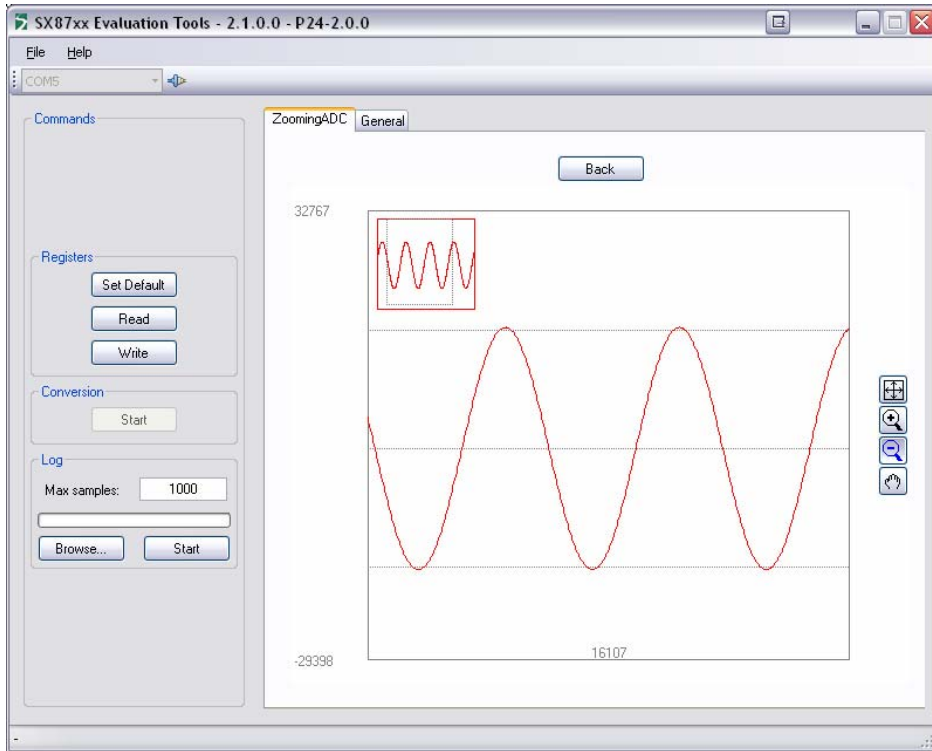 SX87xx Evaluation Tools - 2.1.0.0 - P24-2.0.0
File Help
COM5
Commands
Registers
Set Default
Read
Write
Conversion
Start
Log
Max samples: 1000
Browse... Start
ZoomingADC General
Back
32767
-29398
16107
-